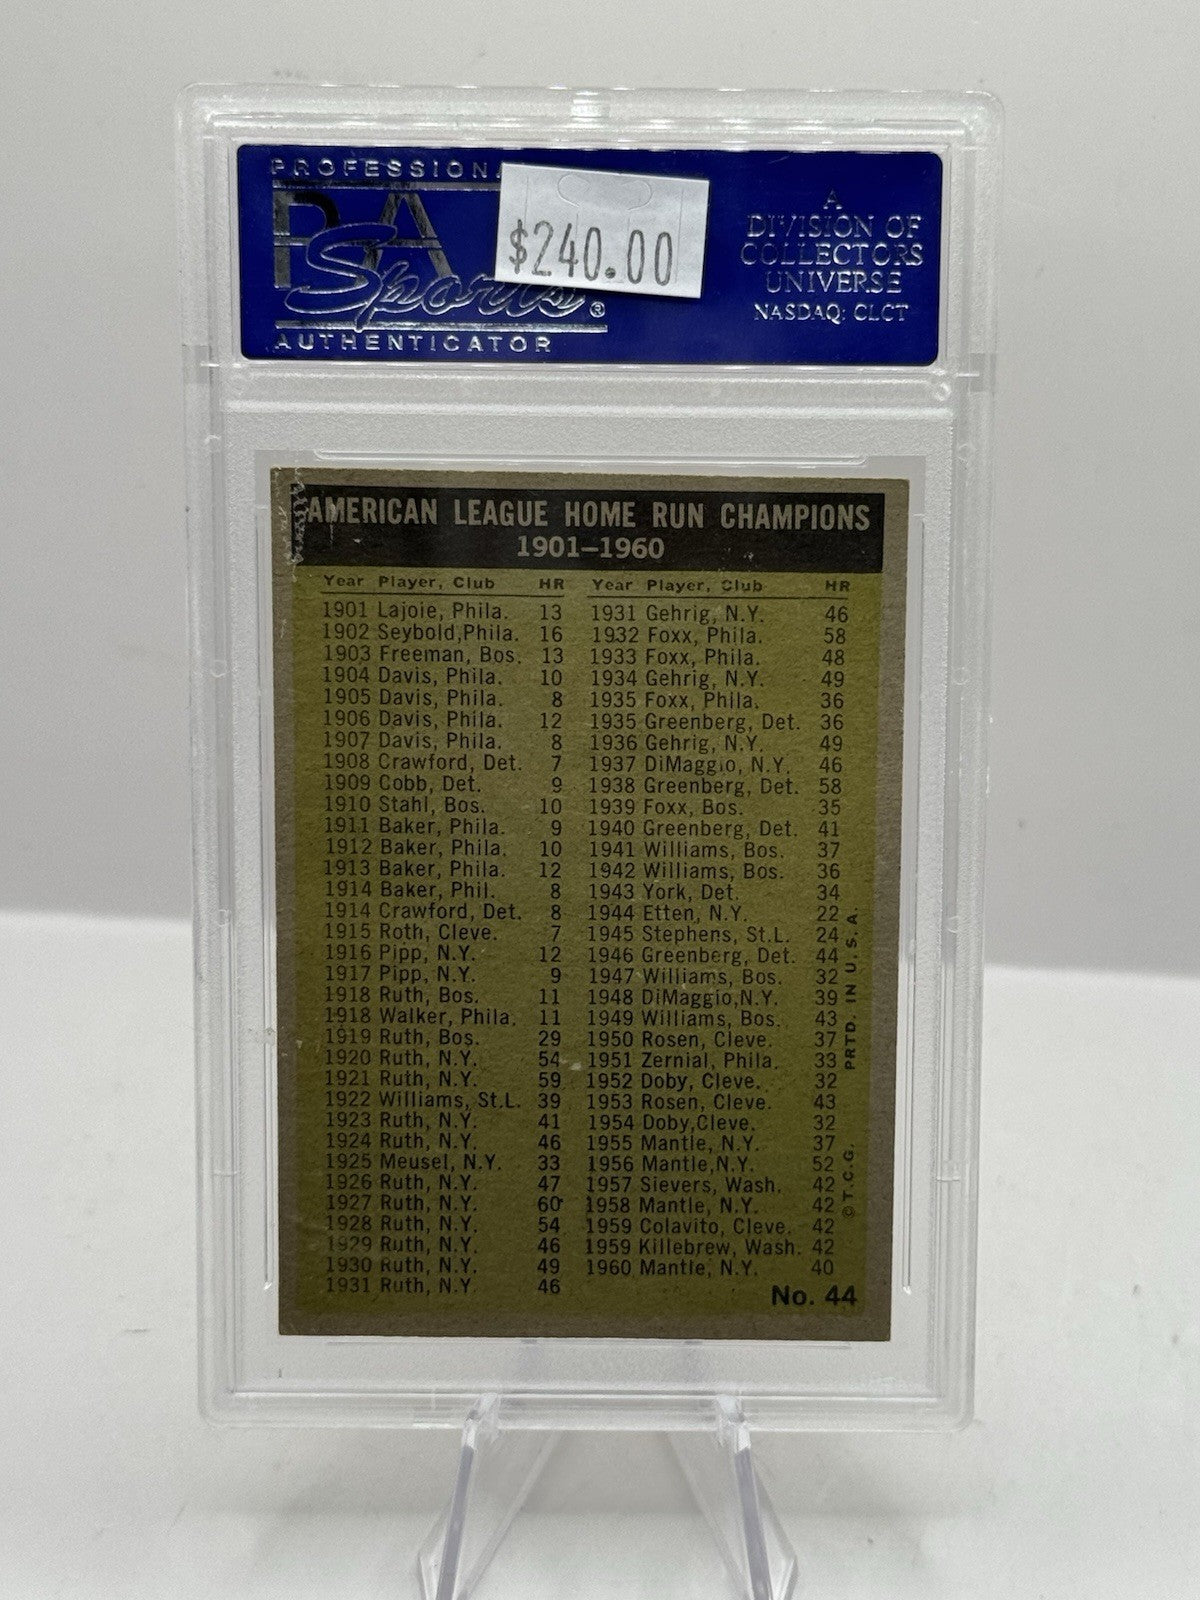 PROFESSIONA
PSA
Sports®
AUTHENTICATOR
$240.00
A
DIVISION OF
COLLECTORS
UNIVERSE
NASDAQ: CLCT
AMERICAN LEAGUE HOME RUN CHAMPIONS
1901-1960
Year Player, Club HR
1901 Lajoie, Phila. 13
1902 Seybold,Phila. 16
1903 Freeman, Bos. 13
1904 Davis, Phila. 10
1905 Davis, Phila. 8
1906 Davis, Phila. 12
1907 Davis, Phila. 8
1908 Crawford, Det. 7
1909 Cobb, Det. 9
1910 Stahl, Bos. 10
1911 Baker, Phila. 9
1912 Baker, Phila. 10
1913 Baker, Phila. 12
1914 Baker, Phil. 8
1914 Crawford, Det. 8
1915 Roth, Cleve. 7
1916 Pipp, N.Y. 12
1917 Pipp, N.Y. 9
1918 Ruth, Bos. 11
1918 Walker, Phila. 11
1919 Ruth, Bos. 29
1920 Ruth, N.Y. 54
1921 Ruth, N.Y. 59
1922 Williams, St.L. 39
1923 Ruth, N.Y. 41
1924 Ruth, N.Y. 46
1925 Meusel, N.Y. 33
1926 Ruth, N.Y. 47
1927 Ruth, N.Y. 60
1928 Ruth, N.Y. 54
1929 Ruth, N.Y. 46
1930 Ruth, N.Y. 49
1931 Ruth, N.Y. 46
Year Player, Club HR
1931 Gehrig, N.Y. 46
1932 Foxx, Phila. 58
1933 Foxx, Phila. 48
1934 Gehrig, N.Y. 49
1935 Foxx, Phila. 36
1935 Greenberg, Det. 36
1936 Gehrig, N.Y. 49
1937 DiMaggio, N.Y. 46
1938 Greenberg, Det. 58
1939 Foxx, Bos. 35
1940 Greenberg, Det. 41
1941 Williams, Bos. 37
1942 Williams, Bos. 36
1943 York, Det. 34
1944 Etten, N.Y. 22
1945 Stephens, St.L. 24
1946 Greenberg, Det. 44
1947 Williams, Bos. 32
1948 DiMaggio,N.Y. 39
1949 Williams, Bos. 43
1950 Rosen, Cleve. 37
1951 Zernial, Phila. 33
1952 Doby, Cleve. 32
1953 Rosen, Cleve. 43
1954 Doby,Cleve. 32
1955 Mantle, N.Y. 37
1956 Mantle,N.Y. 52
1957 Sievers, Wash. 42
1958 Mantle, N.Y. 42
1959 Colavito, Cleve. 42
1959 Killebrew, Wash. 42
1960 Mantle, N.Y. 40
No. 44
©T.C.G. PRTD. IN U.S.A.